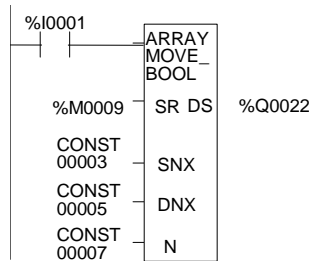 %I0001
ARRAY
MOVE_
BOOL
%M0009 SR DS %Q0022
CONST
00003 SNX
CONST
00005 DNX
CONST
00007 N